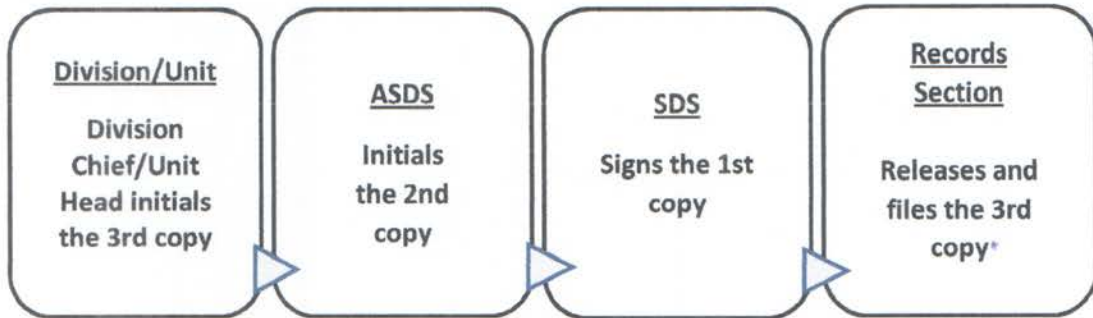 Division/Unit
Division
Chief/Unit
Head initials
the 3rd copy
ASDS
Initials
the 2nd
copy
SDS
Signs the 1st
copy
Records
Section
Releases and
files the 3rd
copy*